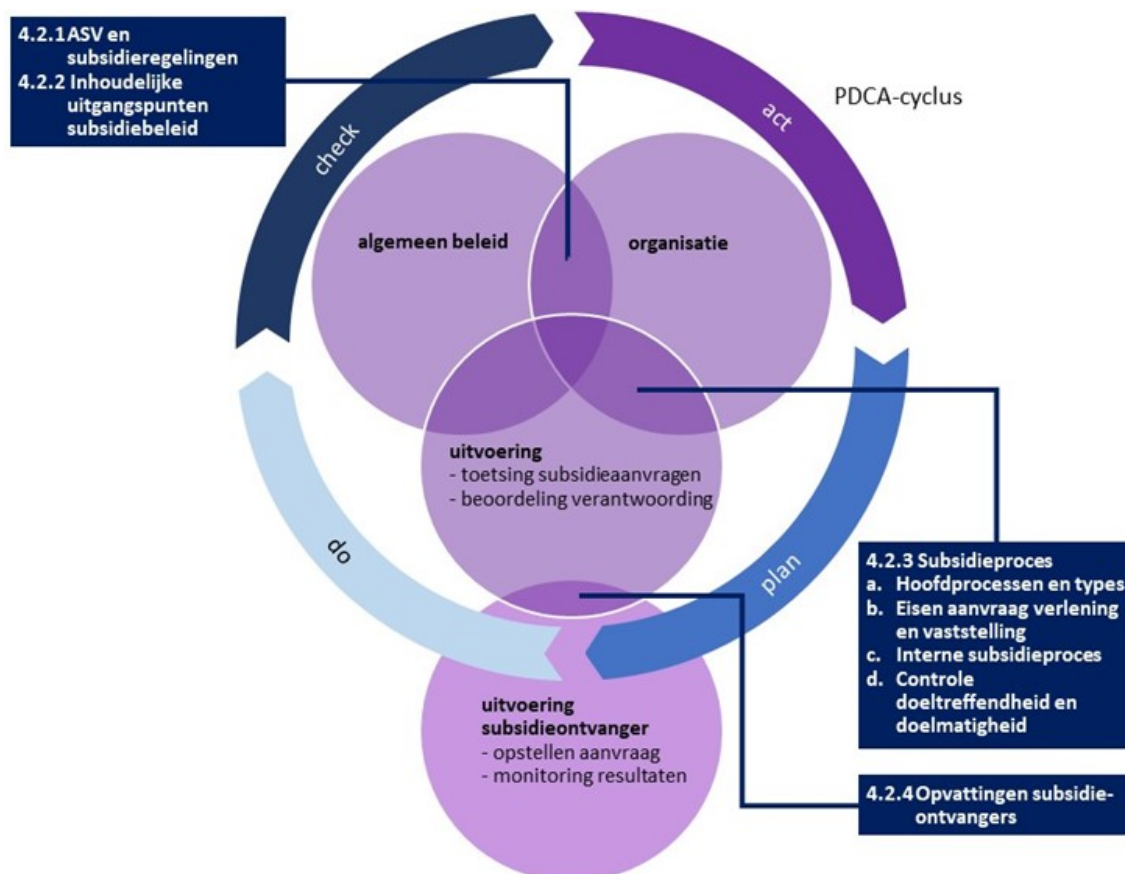 4.2.1 ASV en
subsidieregelingen
4.2.2 Inhoudelijke
uitgangspunten
subsidiebeleid
check
act
PDCA-cyclus
algemeen beleid
organisatie
uitvoering
- toetsing subsidieaanvragen
- beoordeling verantwoording
do
plan
4.2.3 Subsidieproces
a. Hoofdprocessen en types
b. Eisen aanvraag verlening
en vaststelling
c. Interne subsidieproces
d. Controle
doeltreffendheid en
doelmatigheid
uitvoering
subsidieontvanger
- opstellen aanvraag
- monitoring resultaten
4.2.4 Opvattingen subsidie-
ontvangers